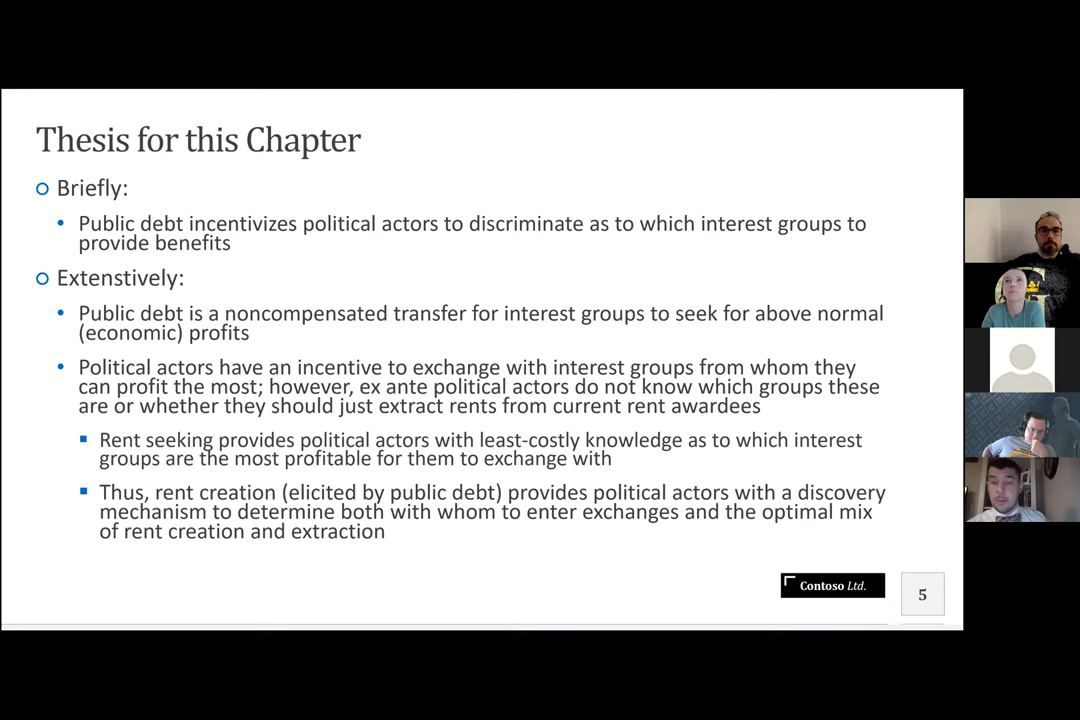 Thesis for this Chapter
Briefly:
Public debt incentivizes political actors to discriminate as to which interest groups to
provide benefits
Extenstively:
Public debt is a noncompensated transfer for interest groups to seek for above normal
(economic) profits
Political actors have an incentive to exchange with interest groups from whom they
can profit the most; however, ex ante political actors do not know which groups these
are or whether they should just extract rents from current rent awardees
Rent seeking provides political actors with least-costly knowledge as to which interest
groups are the most profitable for them to exchange with
Thus, rent creation (elicited by public debt) provides political actors with a discovery
mechanism to determine both with whom to enter exchanges and the optimal mix
of rent creation and extraction
Contoso Ltd.
5